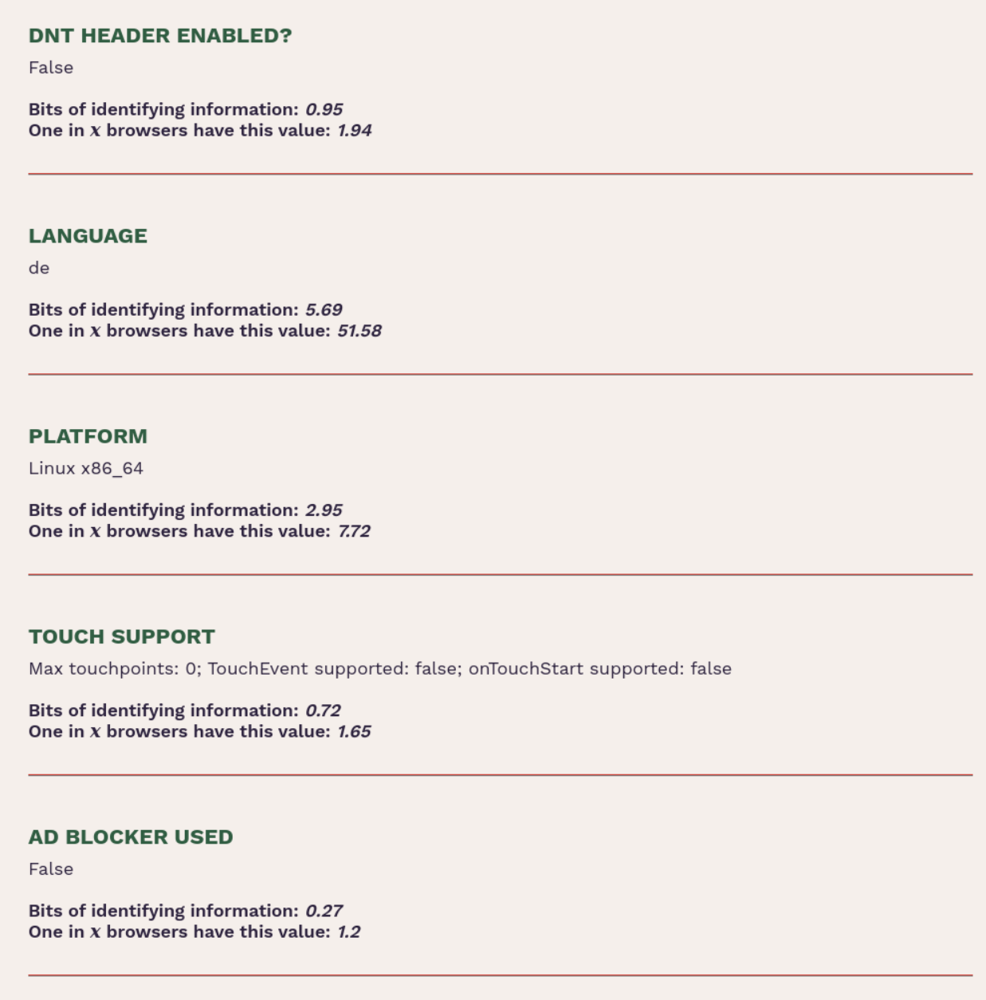 DNT HEADER ENABLED?
False
Bits of identifying information: 0.95
One in x browsers have this value: 1.94
LANGUAGE
de
Bits of identifying information: 5.69
One in x browsers have this value: 51.58
PLATFORM
Linux x86_64
Bits of identifying information: 2.95
One in x browsers have this value: 7.72
TOUCH SUPPORT
Max touchpoints: 0; TouchEvent supported: false; onTouchStart supported: false
Bits of identifying information: 0.72
One in x browsers have this value: 1.65
AD BLOCKER USED
False
Bits of identifying information: 0.27
One in x browsers have this value: 1.2